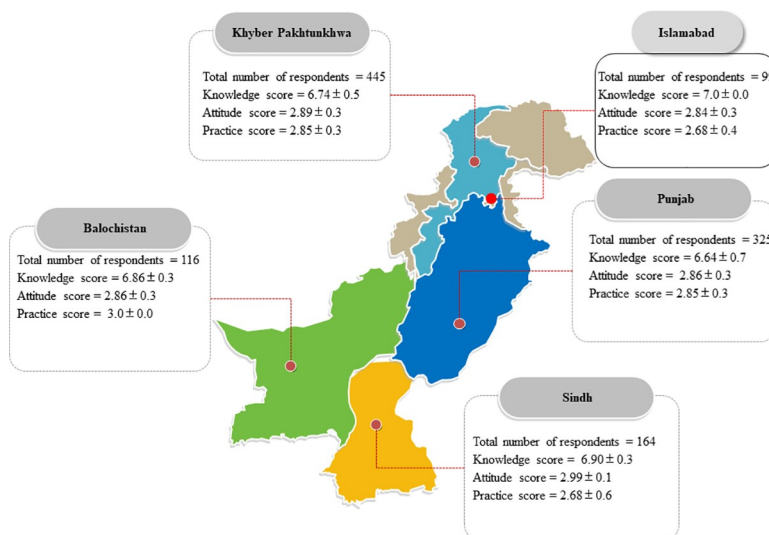 Khyber Pakhtunkhwa
Total number of respondents = 445
Knowledge score = 6.74 ± 0.5
Attitude score = 2.89 ± 0.3
Practice score = 2.85 ± 0.3
Islamabad
Total number of respondents =
Knowledge score = 7.0 ± 0.0
Attitude score = 2.84 ± 0.3
Practice score = 2.68 ± 0.4
Punjab
Total number of respondents = 325
Knowledge score = 6.64 ± 0.7
Attitude score = 2.86 ± 0.3
Practice score = 2.85 ± 0.3
Balochistan
Total number of respondents = 116
Knowledge score = 6.86 ± 0.3
Attitude score = 2.86 ± 0.3
Practice score = 3.0 ± 0.0
Sindh
Total number of respondents = 164
Knowledge score = 6.90 ± 0.3
Attitude score = 2.99 ± 0.1
Practice score = 2.68 ± 0.6